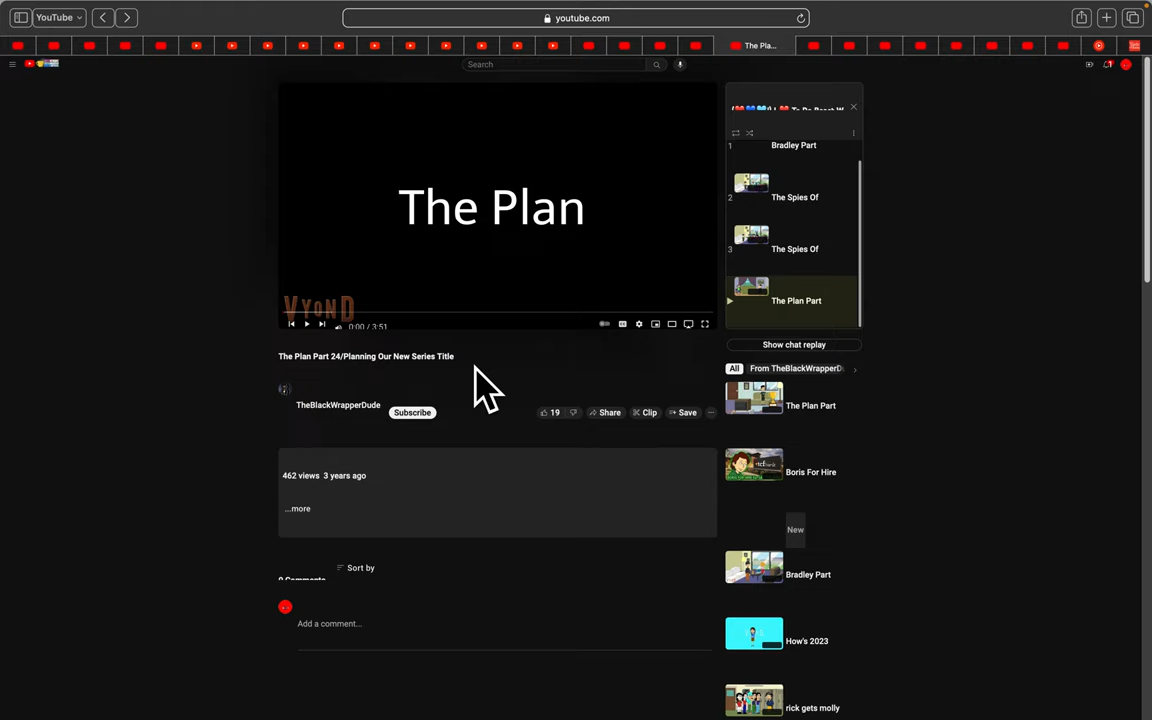 YouTube
youtube.com
The Pla...
Search
The Plan
VYOND
0:00 / 3:51
1
Bradley Part
2
The Spies Of
3
The Spies Of
The Plan Part
Show chat replay
The Plan Part 24/Planning Our New Series Title
All
From TheBlackWrapperD
TheBlackWrapperDude
Subscribe
19
Share
Clip
Save
...
The Plan Part
462 views 3 years ago
...more
Boris For Hire
New
Sort by
0 Comments
Bradley Part
Add a comment...
How's 2023
rick gets molly